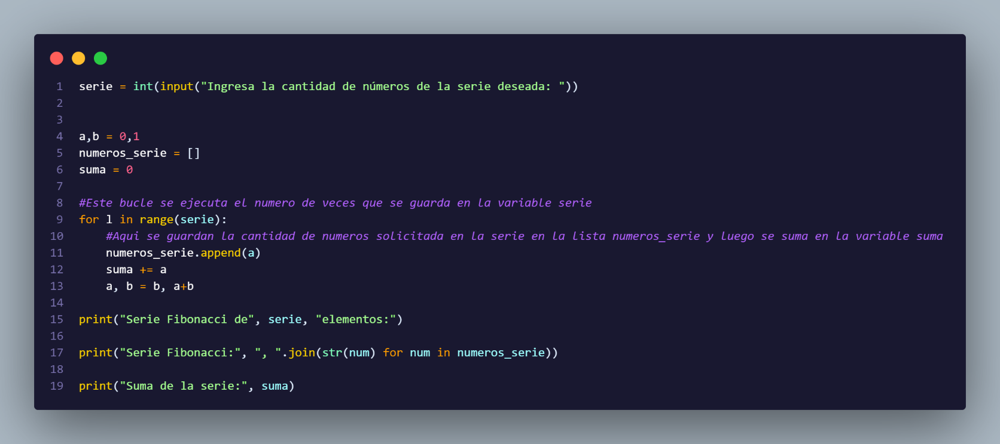 1 serie = int(input("Ingresa la cantidad de números de la serie deseada: "))
2
3
4 a,b = 0,1
5 numeros_serie = []
6 suma = 0
7
8 #Este bucle se ejecuta el numero de veces que se guarda en la variable serie
9 for l in range(serie):
10     #Aqui se guardan la cantidad de numeros solicitada en la serie en la lista numeros_serie y luego se suma en la variable suma
11     numeros_serie.append(a)
12     suma += a
13     a, b = b, a+b
14
15 print("Serie Fibonacci de", serie, "elementos:")
16
17 print("Serie Fibonacci:", ", ".join(str(num) for num in numeros_serie))
18
19 print("Suma de la serie:", suma)